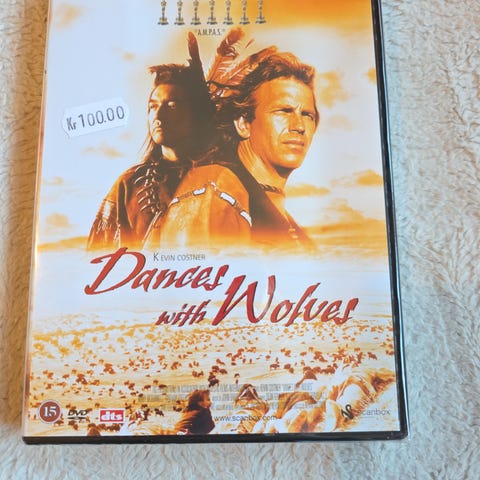 "A.M.P.A.S."
Kr 100.00
KEVIN COSTNER
Dances
with Wolves
15
DVD
dts
www.scanbox.com
scanbox